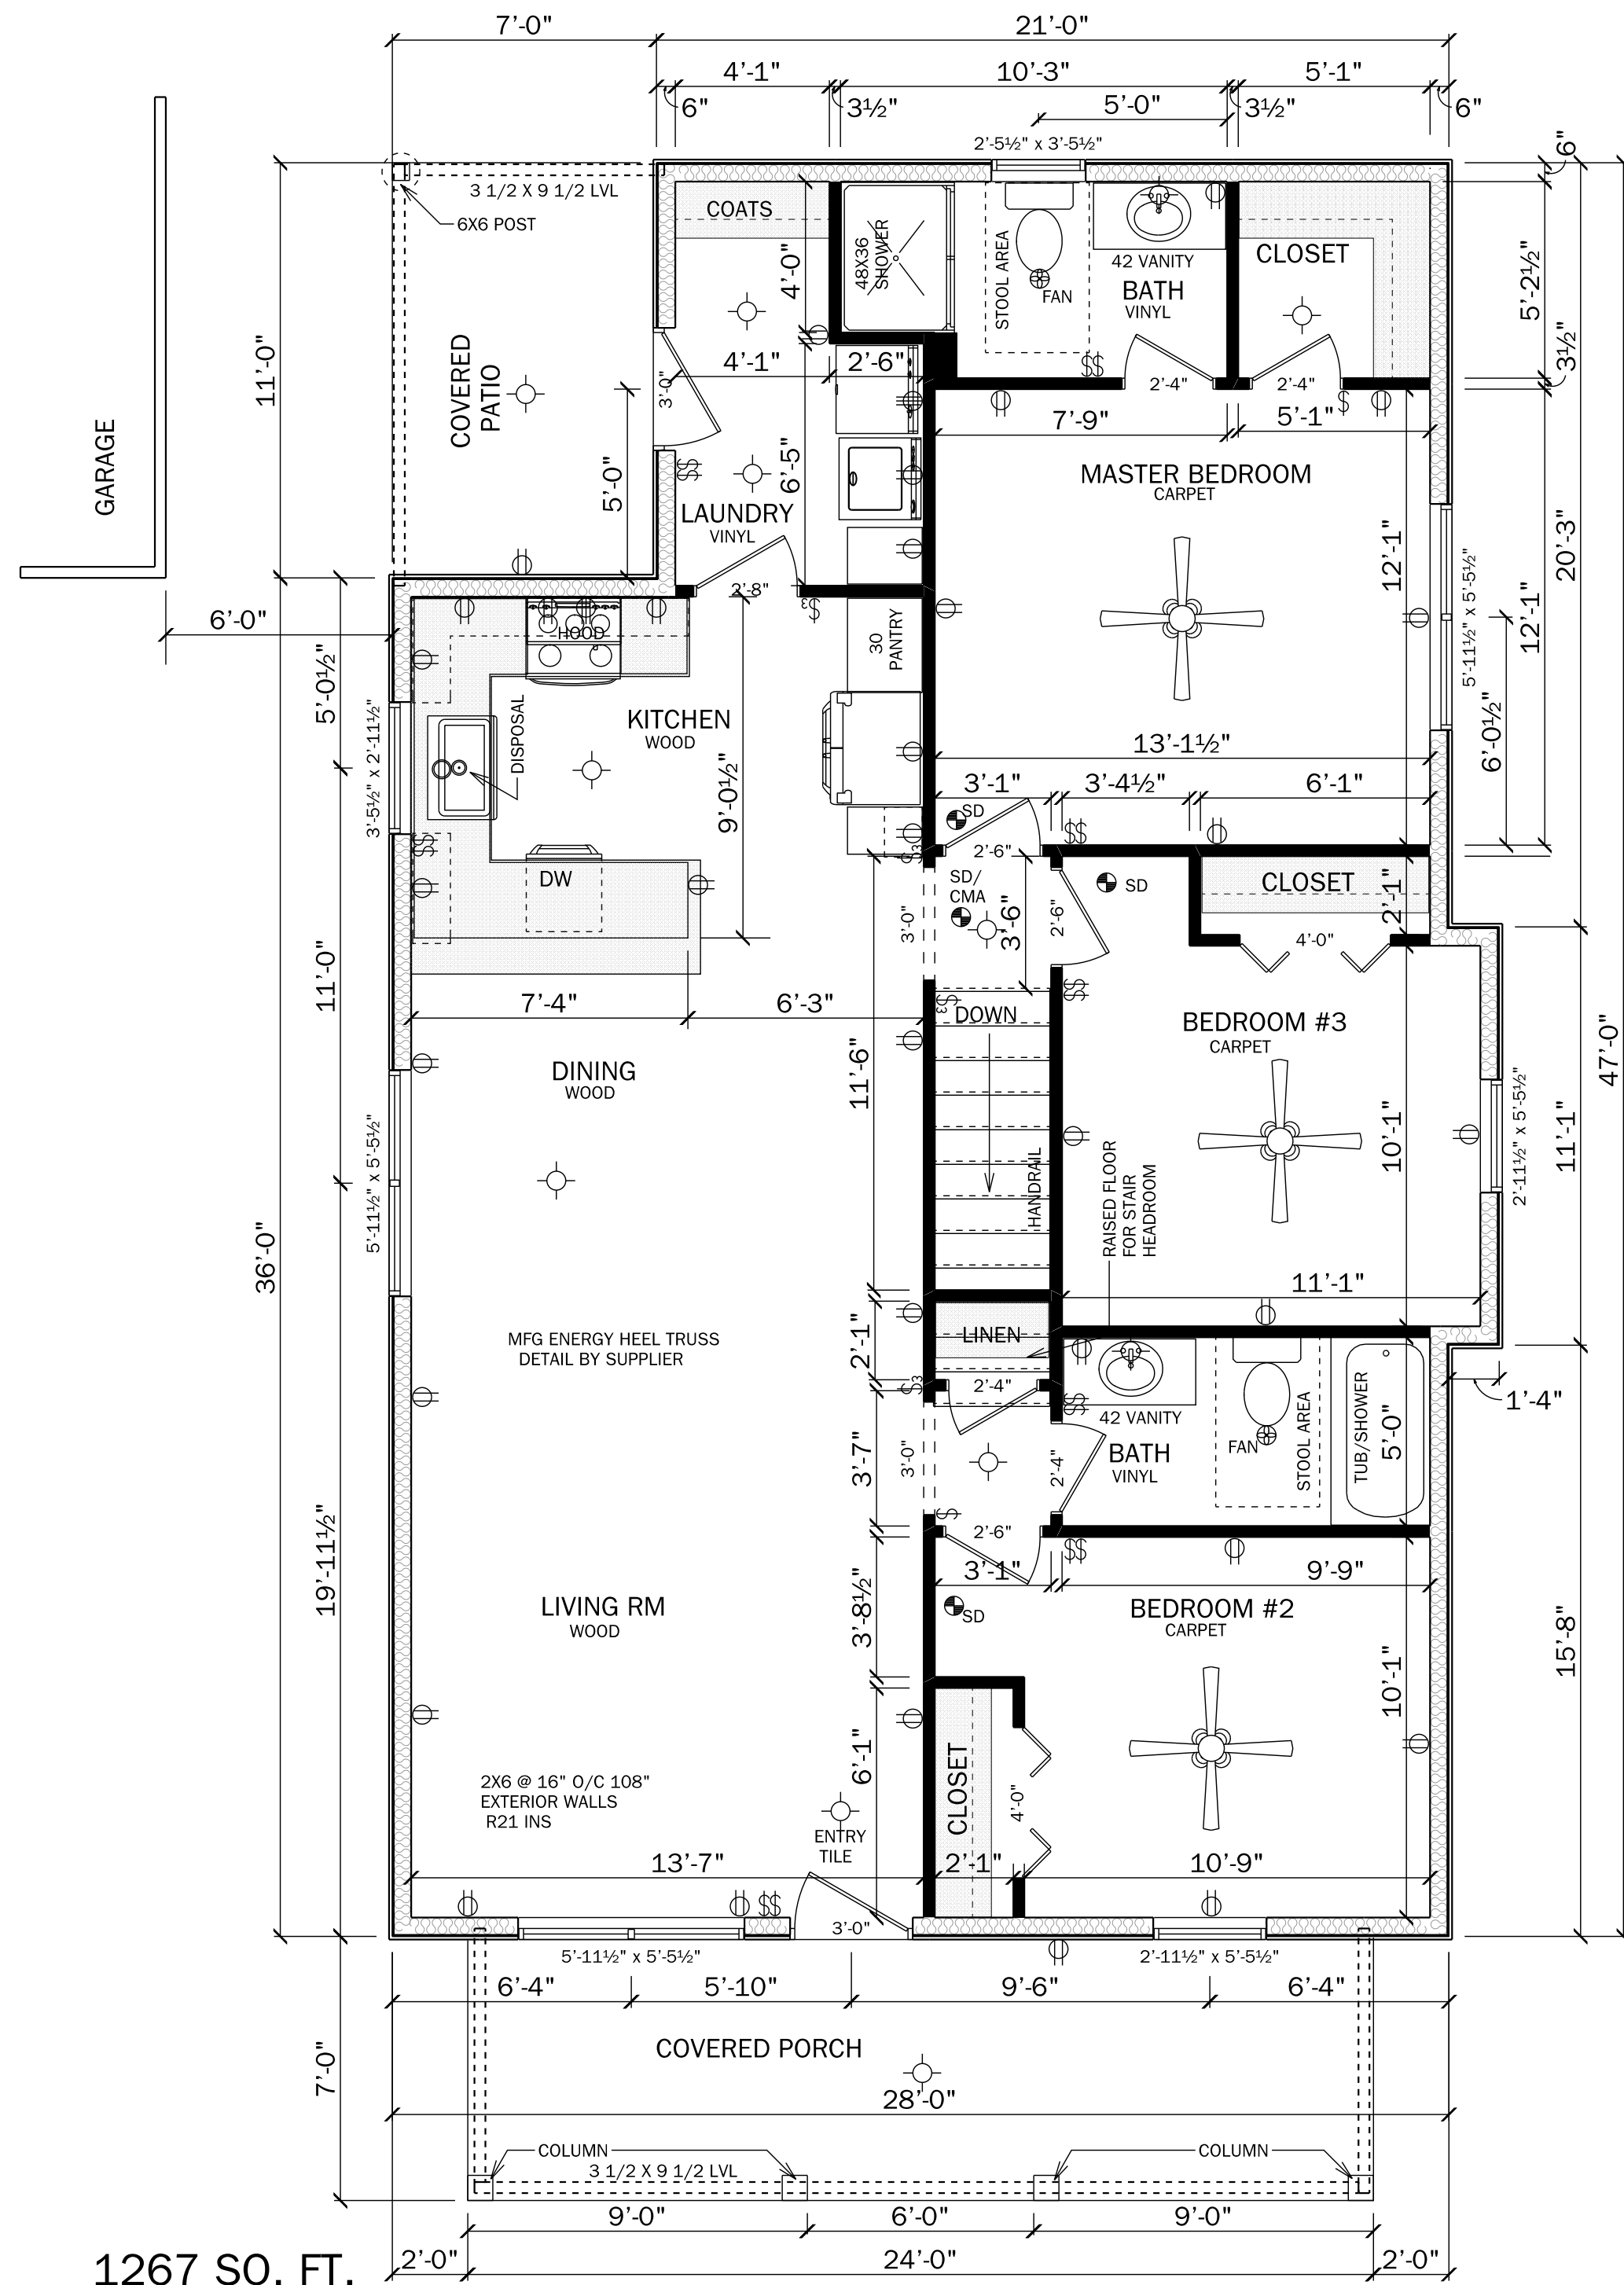 7'-0"
21'-0"
4'-1"
10'-3"
5'-1"
6"
3½"
5'-0"
3½"
6"
2'-5½" x 3'-5½"
6"
3 1/2 X 9 1/2 LVL
6X6 POST
COATS
48X36
SHOWER
STOOL AREA
FAN
42 VANITY
BATH
VINYL
CLOSET
4'-0"
5'-2½"
3½"
11'-0"
COVERED
PATIO
3'-0"
4'-1"
2'-6"
2'-4"
2'-4"
7'-9"
5'-1"
GARAGE
5'-0"
6'-5"
LAUNDRY
VINYL
2'-8"
MASTER BEDROOM
CARPET
12'-1"
5'-11½" x 5'-5½"
12'-1"
20'-3"
6'-0½"
6'-0"
5'-0½"
3'-5½" x 2'-11½"
HOOD
30
PANTRY
DISPOSAL
KITCHEN
WOOD
9'-0½"
13'-1½"
3'-1"
3'-4½"
6'-1"
SD
2'-6"
DW
SD/
CMA
SD
3'-0"
3'-6"
2'-6"
CLOSET
2'-1"
4'-0"
11'-0"
7'-4"
6'-3"
DOWN
BEDROOM #3
CARPET
47'-0"
DINING
WOOD
11'-6"
HANDRAIL
RAISED FLOOR
FOR STAIR
HEADROOM
10'-1"
2'-11½" x 5'-5½"
11'-1"
5'-11½" x 5'-5½"
36'-0"
11'-1"
MFG ENERGY HEEL TRUSS
DETAIL BY SUPPLIER
2'-1"
LINEN
2'-4"
1'-4"
42 VANITY
BATH
VINYL
FAN
STOOL AREA
TUB/SHOWER
5'-0"
3'-7"
3'-0"
2'-4"
2'-6"
19'-11½"
3'-1"
9'-9"
3'-8½"
SD
LIVING RM
WOOD
BEDROOM #2
CARPET
10'-1"
15'-8"
6'-1"
CLOSET
4'-0"
2X6 @ 16" O/C 108"
EXTERIOR WALLS
R21 INS
ENTRY
TILE
13'-7"
2'-1"
10'-9"
3'-0"
5'-11½" x 5'-5½"
2'-11½" x 5'-5½"
6'-4"
5'-10"
9'-6"
6'-4"
COVERED PORCH
7'-0"
28'-0"
COLUMN
COLUMN
3 1/2 X 9 1/2 LVL
9'-0"
6'-0"
9'-0"
1267 SQ. FT.
2'-0"
24'-0"
2'-0"